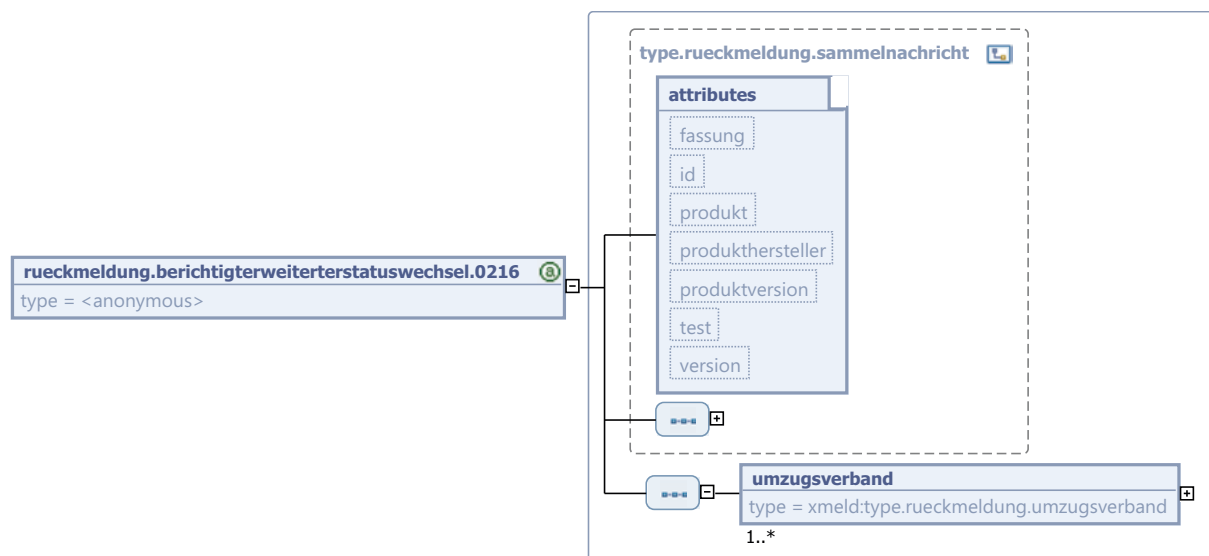 type.rueckmeldung.sammelnachricht
attributes
fassung
id
produkt
produkthersteller
produktversion
test
version
rueckmeldung.berichtigterweiterterstatuswechsel.0216
type = <anonymous>
umzugsverband
type = xmeld:type.rueckmeldung.umzugsverband
1..*